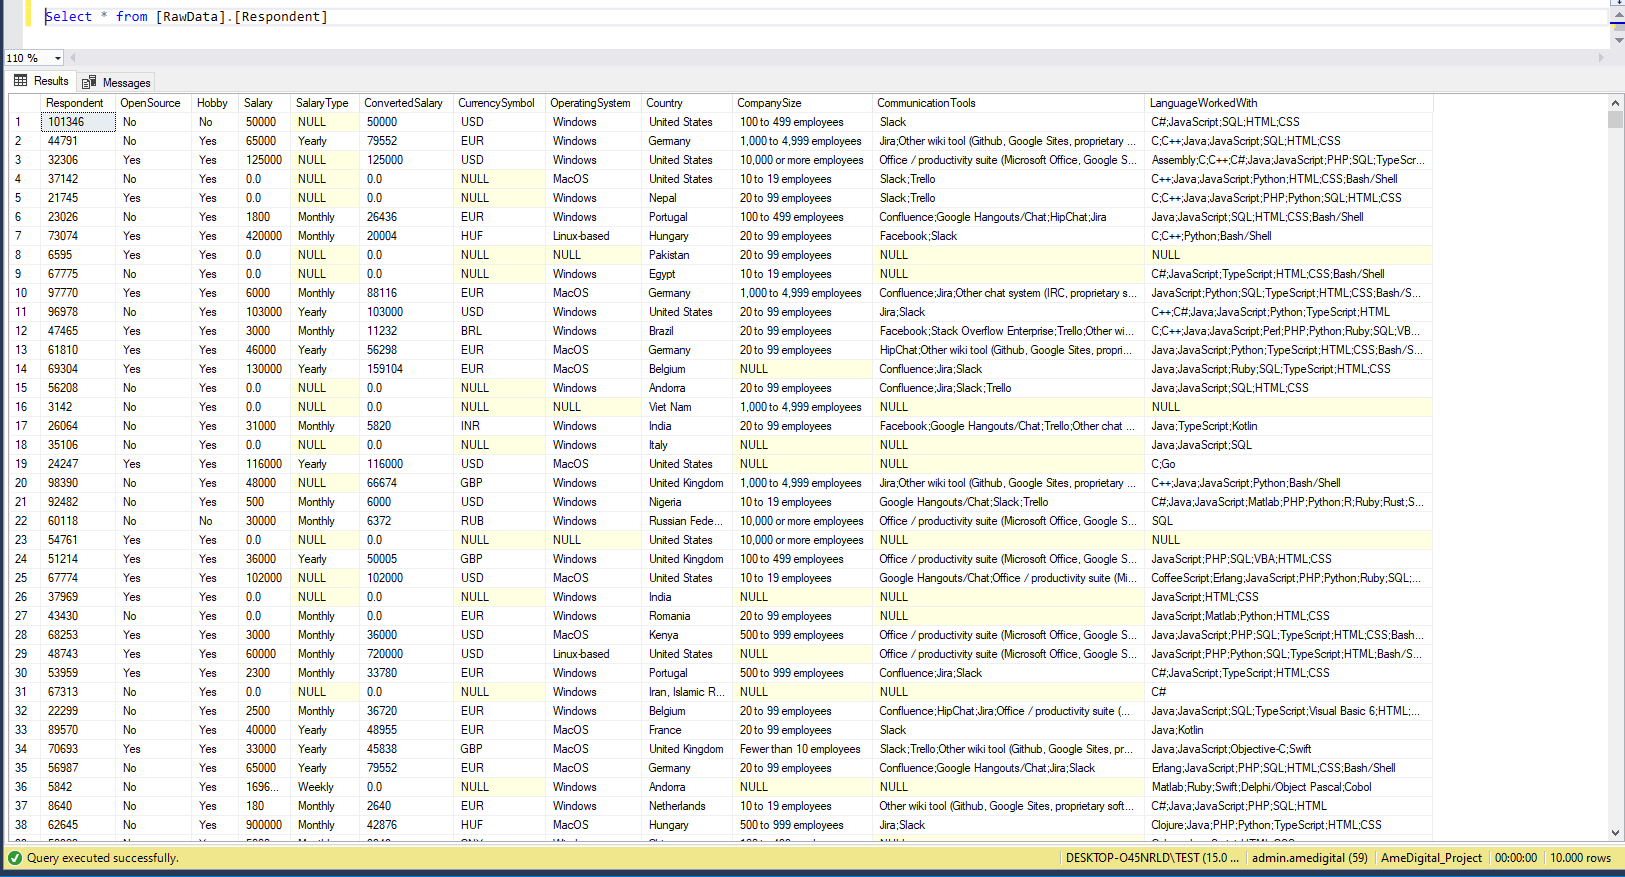 Select * from [RawData].[Respondent]
110 %
Results Messages
Respondent OpenSource Hobby Salary SalaryType ConvertedSalary CurrencySymbol OperatingSystem Country CompanySize CommunicationTools LanguageWorkedWith
1 101346 No No 50000 NULL 50000 USD Windows United States 100 to 499 employees Slack C#;JavaScript;SQL;HTML;CSS
2 44791 No Yes 65000 Yearly 79552 EUR Windows Germany 1,000 to 4,999 employees Jira;Other wiki tool (Github, Google Sites, proprietary ... C;C++;Java;JavaScript;SQL;HTML;CSS
3 32306 Yes Yes 125000 NULL 125000 USD Windows United States 10,000 or more employees Office / productivity suite (Microsoft Office, Google S... Assembly;C;C++;C#;Java;JavaScript;PHP;SQL;TypeScr...
4 37142 No Yes 0.0 NULL 0.0 NULL MacOS United States 10 to 19 employees Slack;Trello C++;Java;JavaScript;Python;HTML;CSS;Bash/Shell
5 21745 Yes Yes 0.0 NULL 0.0 NULL Windows Nepal 20 to 99 employees Slack;Trello C;C++;Java;JavaScript;PHP;Python;SQL;HTML;CSS
6 23026 No Yes 1800 Monthly 26436 EUR Windows Portugal 100 to 499 employees Confluence;Google Hangouts/Chat;HipChat;Jira Java;JavaScript;SQL;HTML;CSS;Bash/Shell
7 73074 Yes Yes 420000 Monthly 20004 HUF Linux-based Hungary 20 to 99 employees Facebook;Slack C;C++;Python;Bash/Shell
8 6595 Yes Yes 0.0 NULL 0.0 NULL NULL Pakistan 20 to 99 employees NULL NULL
9 67775 No Yes 0.0 NULL 0.0 NULL Windows Egypt 10 to 19 employees NULL C#;JavaScript;TypeScript;HTML;CSS;Bash/Shell
10 97770 Yes Yes 6000 Monthly 88116 EUR MacOS Germany 1,000 to 4,999 employees Confluence;Jira;Other chat system (IRC, proprietary s... JavaScript;Python;SQL;TypeScript;HTML;CSS;Bash/S...
11 96978 No Yes 103000 Yearly 103000 USD Windows United States 20 to 99 employees Jira;Slack C++;C#;Java;JavaScript;Python;TypeScript;HTML
12 47465 Yes Yes 3000 Monthly 11232 BRL Windows Brazil 20 to 99 employees Facebook;Stack Overflow Enterprise;Trello;Other wi... C;C++;Java;JavaScript;Perl;PHP;Python;Ruby;SQL;VB...
13 61810 Yes Yes 46000 Yearly 56298 EUR MacOS Germany 20 to 99 employees HipChat;Other wiki tool (Github, Google Sites, propri... Java;JavaScript;Python;TypeScript;HTML;CSS;Bash/S...
14 69304 Yes Yes 130000 Yearly 159104 EUR MacOS Belgium NULL Confluence;Jira;Slack Java;JavaScript;Ruby;SQL;TypeScript;HTML;CSS
15 56208 No Yes 0.0 NULL 0.0 NULL Windows Andorra 20 to 99 employees Confluence;Jira;Slack;Trello Java;JavaScript;SQL;HTML;CSS
16 3142 No Yes 0.0 NULL 0.0 NULL NULL Viet Nam 1,000 to 4,999 employees NULL NULL
17 26064 No Yes 31000 Monthly 5820 INR Windows India 20 to 99 employees Facebook;Google Hangouts/Chat;Trello;Other chat ... Java;TypeScript;Kotlin
18 35106 No Yes 0.0 NULL 0.0 NULL Windows Italy NULL NULL Java;JavaScript;SQL
19 24247 Yes Yes 116000 Yearly 116000 USD MacOS United States NULL NULL C;Go
20 98390 No Yes 48000 NULL 66674 GBP Windows United Kingdom 1,000 to 4,999 employees Jira;Other wiki tool (Github, Google Sites, proprietary ... C++;Java;JavaScript;Python;Bash/Shell
21 92482 No Yes 500 Monthly 6000 USD Windows Nigeria 10 to 19 employees Google Hangouts/Chat;Slack;Trello C#;Java;JavaScript;Matlab;PHP;Python;R;Ruby;Rust;S...
22 60118 No No 30000 Monthly 6372 RUB Windows Russian Fede... 10,000 or more employees Office / productivity suite (Microsoft Office, Google S... SQL
23 54761 Yes Yes 0.0 NULL 0.0 NULL NULL United States 10,000 or more employees NULL NULL
24 51214 Yes Yes 36000 Yearly 50005 GBP Windows United Kingdom 100 to 499 employees Office / productivity suite (Microsoft Office, Google S... JavaScript;PHP;SQL;VBA;HTML;CSS
25 67774 Yes Yes 102000 NULL 102000 USD MacOS United States 10 to 19 employees Google Hangouts/Chat;Office / productivity suite (Mi... CoffeeScript;Erlang;JavaScript;PHP;Python;Ruby;SQL;...
26 37969 Yes Yes 0.0 NULL 0.0 NULL Windows India NULL NULL JavaScript;HTML;CSS
27 43430 No Yes 0.0 Monthly 0.0 EUR Windows Romania 20 to 99 employees NULL JavaScript;Matlab;Python;HTML;CSS
28 68253 Yes Yes 3000 Monthly 36000 USD MacOS Kenya 500 to 999 employees Office / productivity suite (Microsoft Office, Google S... Java;JavaScript;PHP;SQL;TypeScript;HTML;CSS;Bash...
29 48743 Yes Yes 60000 Monthly 720000 USD Linux-based United States NULL Office / productivity suite (Microsoft Office, Google S... JavaScript;PHP;Python;SQL;TypeScript;HTML;Bash/S...
30 53959 Yes Yes 2300 Monthly 33780 EUR Windows Portugal 500 to 999 employees Confluence;Jira;Slack C#;JavaScript;TypeScript;HTML;CSS
31 67313 No Yes 0.0 NULL 0.0 NULL Windows Iran, Islamic R... NULL NULL C#
32 22299 No Yes 2500 Monthly 36720 EUR Windows Belgium 20 to 99 employees Confluence;HipChat;Jira;Office / productivity suite (... Java;JavaScript;SQL;TypeScript;Visual Basic 6;HTML;...
33 89570 No Yes 40000 Yearly 48955 EUR MacOS France 20 to 99 employees Slack Java;Kotlin
34 70693 Yes Yes 33000 Yearly 45838 GBP MacOS United Kingdom Fewer than 10 employees Slack;Trello;Other wiki tool (Github, Google Sites, pr... Java;JavaScript;Objective-C;Swift
35 56987 No Yes 65000 Yearly 79552 EUR MacOS Germany 20 to 99 employees Confluence;Google Hangouts/Chat;Jira;Slack Erlang;JavaScript;PHP;SQL;HTML;CSS;Bash/Shell
36 5842 No Yes 1696... Weekly 0.0 NULL Windows Andorra NULL NULL Matlab;Ruby;Swift;Delphi/Object Pascal;Cobol
37 8640 No Yes 180 Monthly 2640 EUR Windows Netherlands 10 to 19 employees Other wiki tool (Github, Google Sites, proprietary soft... C#;Java;JavaScript;PHP;SQL;HTML
38 62645 No Yes 900000 Monthly 42876 HUF MacOS Hungary 500 to 999 employees Jira;Slack Clojure;Java;PHP;Python;TypeScript;HTML;CSS
Query executed successfully. DESKTOP-O45NRLD\TEST (15.0 ... admin.amedigital (59) AmeDigital_Project 00:00:00 10.000 rows